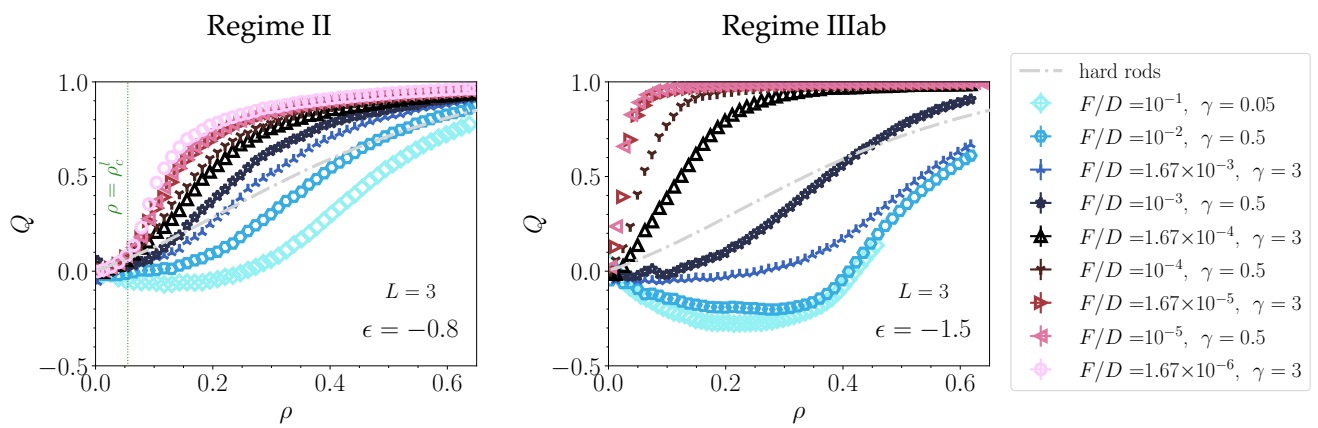 Regime II
Regime IIIab
1.0
0.5
0.0
−0.5
Q
ρ = ρ_c^l
L = 3
ϵ = −0.8
0.0 0.2 0.4 0.6
ρ
1.0
0.5
0.0
−0.5
Q
L = 3
ϵ = −1.5
0.0 0.2 0.4 0.6
ρ
hard rods
F/D =10⁻¹, γ = 0.05
F/D =10⁻², γ = 0.5
F/D =1.67×10⁻³, γ = 3
F/D =10⁻³, γ = 0.5
F/D =1.67×10⁻⁴, γ = 3
F/D =10⁻⁴, γ = 0.5
F/D =1.67×10⁻⁵, γ = 3
F/D =10⁻⁵, γ = 0.5
F/D =1.67×10⁻⁶, γ = 3